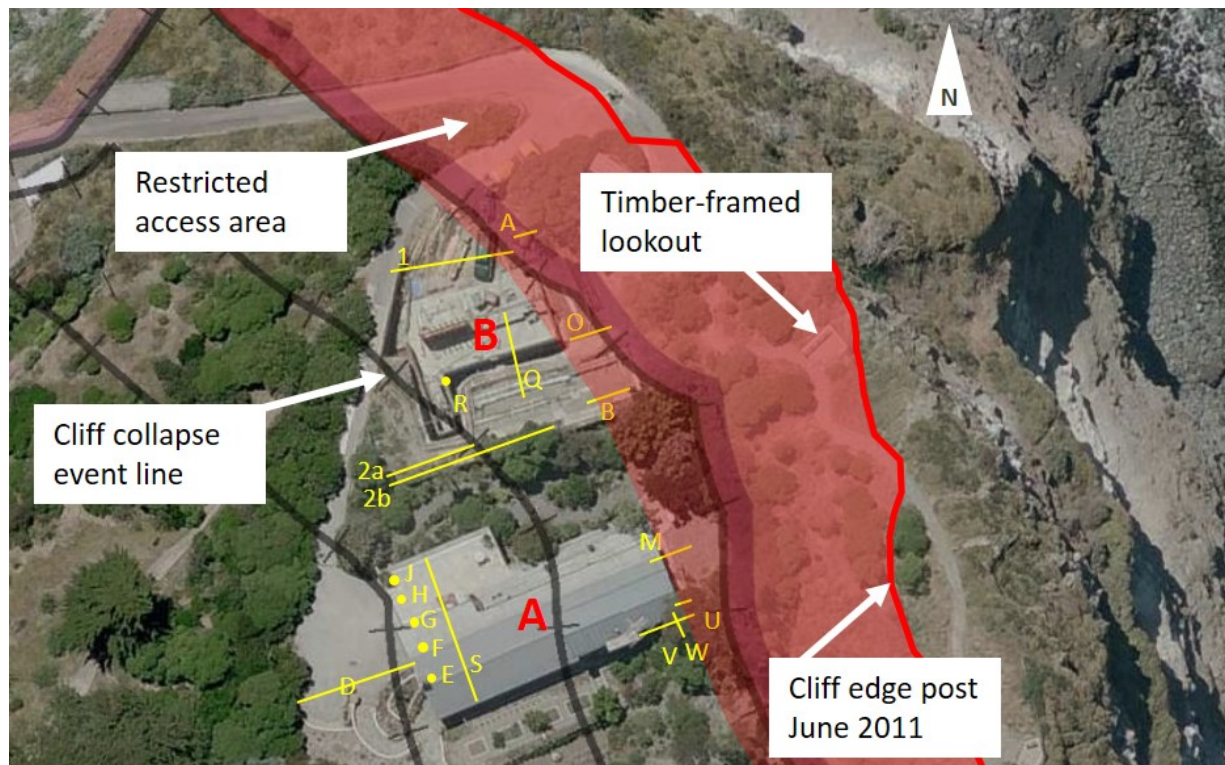 N
Restricted
access area
Timber-framed
lookout
A
1
O
B
Q
B
R
Cliff collapse
event line
2a
2b
M
J
H
A
G
U
F
S
V
W
E
D
Cliff edge post
June 2011